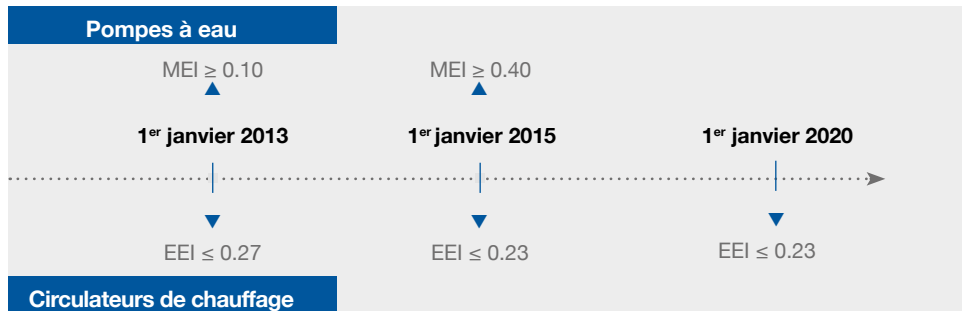 Pompes à eau
MEI ≥ 0.10 MEI ≥ 0.40
1er janvier 2013 1er janvier 2015 1er janvier 2020
EEI ≤ 0.27 EEI ≤ 0.23 EEI ≤ 0.23
Circulateurs de chauffage